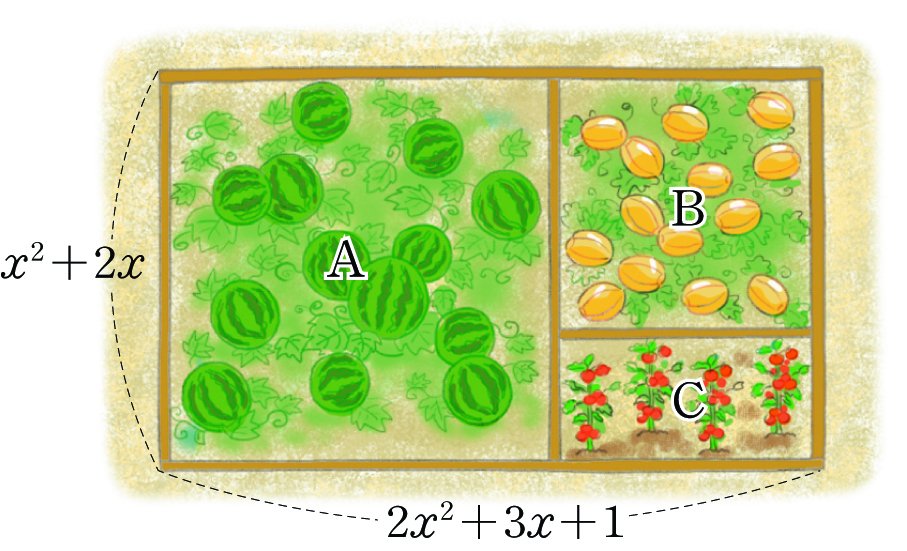 A
B
x² + 2x
C
2x² + 3x + 1